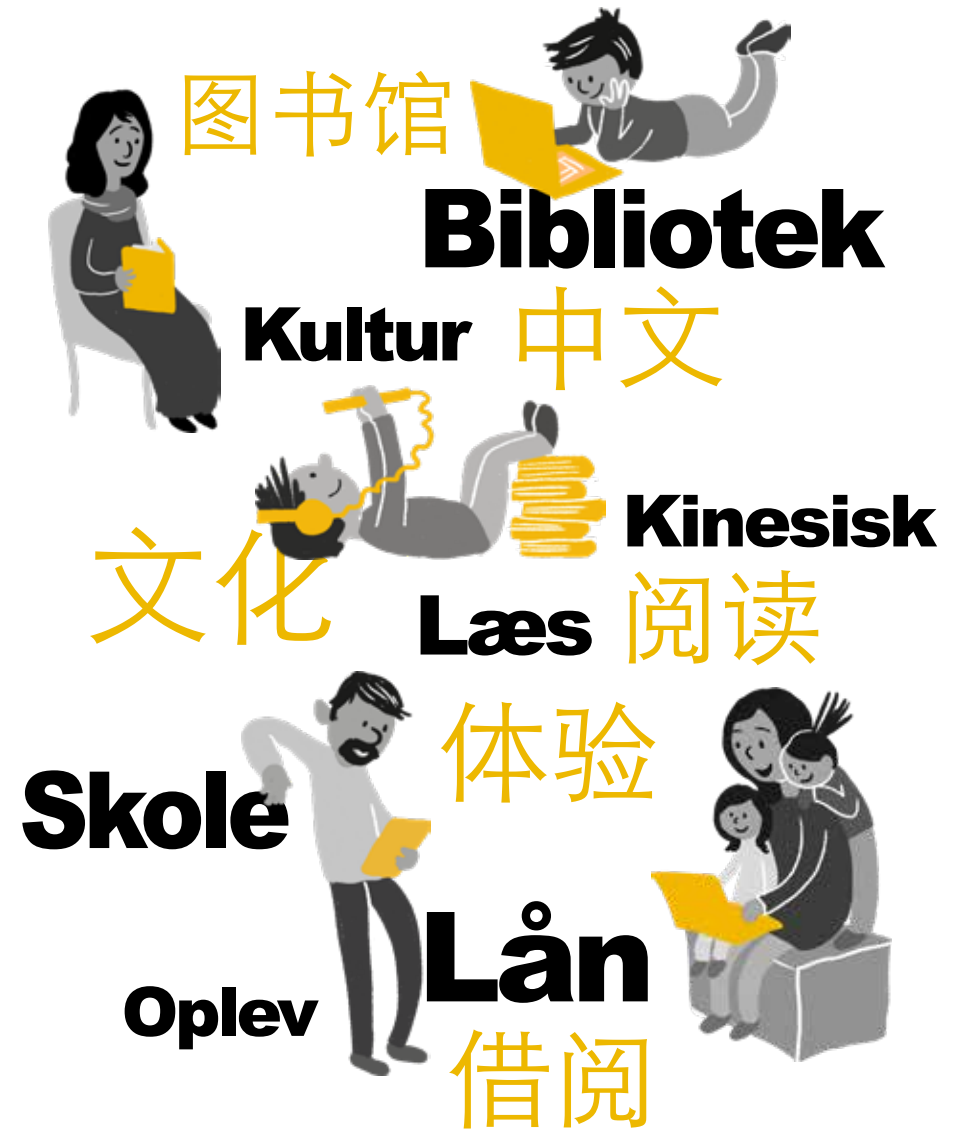 图书馆
Bibliotek
Kultur
中文
Kinesisk
文化
Læs
阅读
体验
Skole
Lån
Oplev
借阅